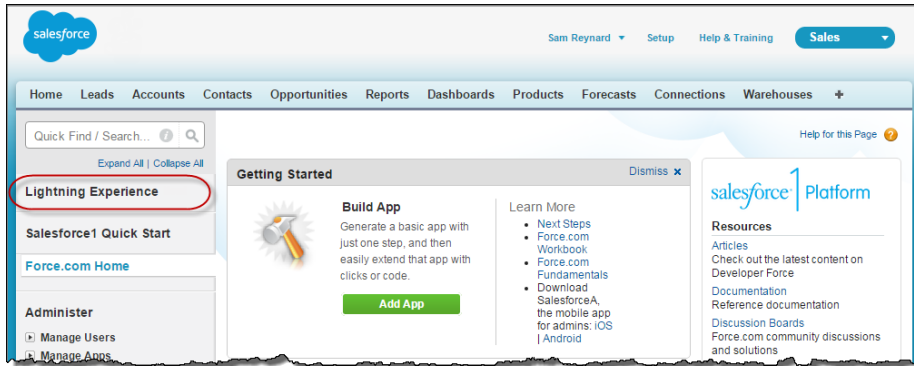 salesforce
Sam Reynard Setup Help & Training Sales
Home Leads Accounts Contacts Opportunities Reports Dashboards Products Forecasts Connections Warehouses +
Quick Find / Search... i
Expand All | Collapse All
Lightning Experience
Salesforce1 Quick Start
Force.com Home
Administer
Manage Users
Manage Apps
Help for this Page ?
Getting Started
Dismiss x
Build App
Generate a basic app with
just one step, and then
easily extend that app with
clicks or code.
Add App
Learn More
• Next Steps
• Force.com
Workbook
• Force.com
Fundamentals
• Download
SalesforceA,
the mobile app
for admins: iOS
| Android
salesforce1 Platform
Resources
Articles
Check out the latest content on
Developer Force
Documentation
Reference documentation
Discussion Boards
Force.com community discussions
and solutions